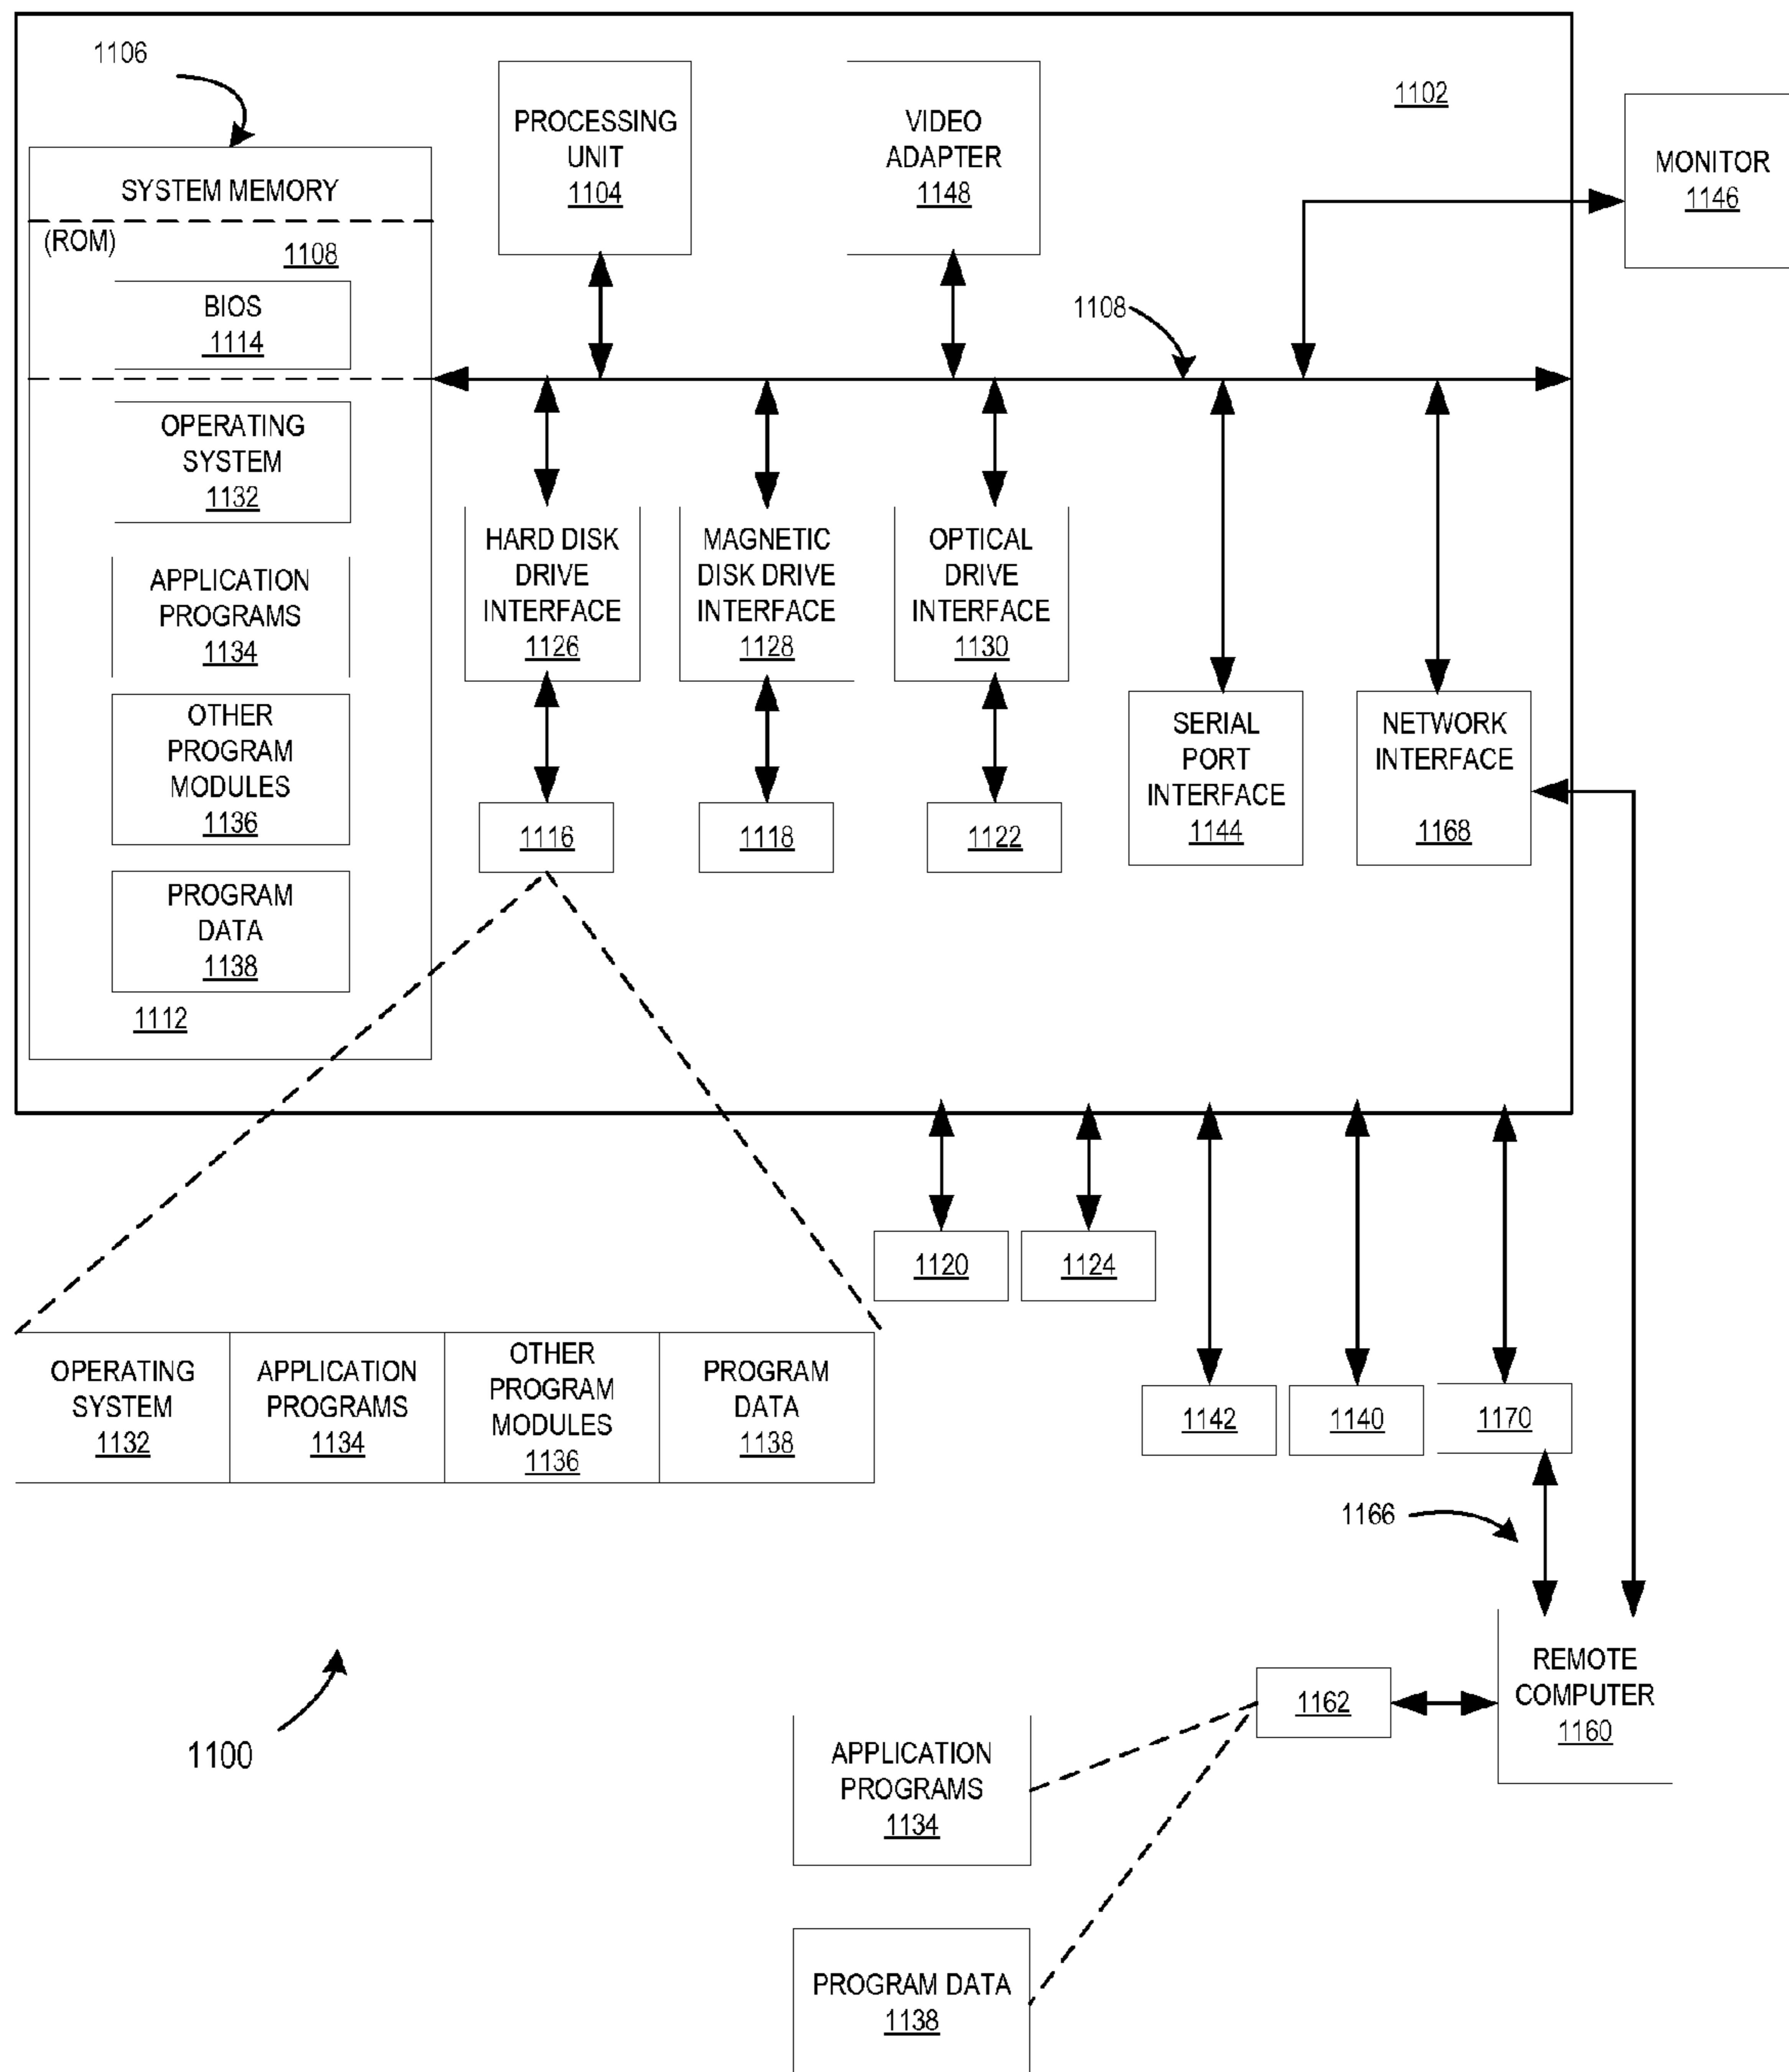 1106
PROCESSING
UNIT
1104
VIDEO
ADAPTER
1148
1102
MONITOR
1146
SYSTEM MEMORY
(ROM)
1108
BIOS
1114
1108
OPERATING
SYSTEM
1132
APPLICATION
PROGRAMS
1134
OTHER
PROGRAM
MODULES
1136
PROGRAM
DATA
1138
1112
HARD DISK
DRIVE
INTERFACE
1126
MAGNETIC
DISK DRIVE
INTERFACE
1128
OPTICAL
DRIVE
INTERFACE
1130
SERIAL
PORT
INTERFACE
1144
NETWORK
INTERFACE
1168
1116
1118
1122
1120
1124
1142
1140
1170
OPERATING
SYSTEM
1132
APPLICATION
PROGRAMS
1134
OTHER
PROGRAM
MODULES
1136
PROGRAM
DATA
1138
1166
REMOTE
COMPUTER
1160
1162
1100
APPLICATION
PROGRAMS
1134
PROGRAM DATA
1138